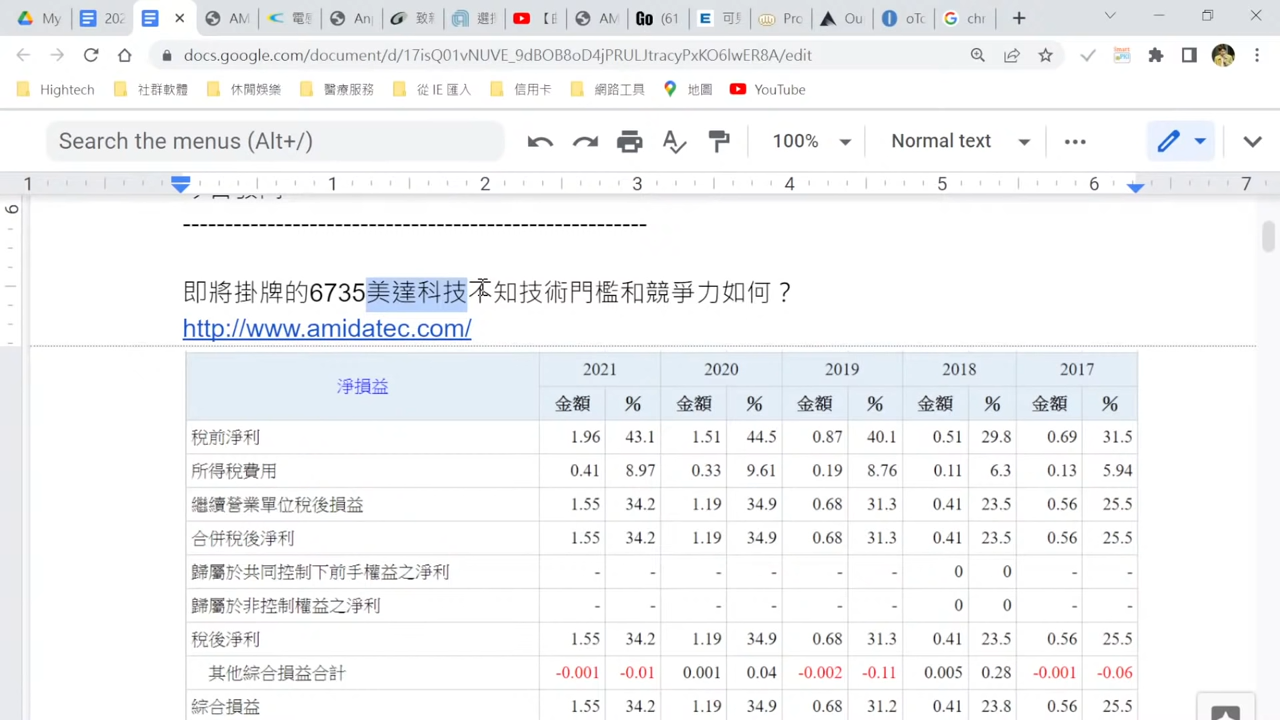 My
202
AM
電感
AM
An
致新
選擇
【
AM
(61
可見
Pro
Ou
oTo
chr
docs.google.com/document/d/17isQ01vNUVE_9dBOB8oD4jPRULJtracyPxKO6lwER8A/edit
Hightech
社群軟體
休閒娛樂
醫療服務
從 IE 匯入
信用卡
網路工具
地圖
YouTube
Search the menus (Alt+/)
100%
Normal text
1 1 2 3 4 5 6 7
9
-------------------------------------------------------
即將掛牌的6735美達科技不知技術門檻和競爭力如何？
http://www.amidatec.com/
淨損益 2021 2020 2019 2018 2017
金額 % 金額 % 金額 % 金額 % 金額 %
稅前淨利 1.96 43.1 1.51 44.5 0.87 40.1 0.51 29.8 0.69 31.5
所得稅費用 0.41 8.97 0.33 9.61 0.19 8.76 0.11 6.3 0.13 5.94
繼續營業單位稅後損益 1.55 34.2 1.19 34.9 0.68 31.3 0.41 23.5 0.56 25.5
合併稅後淨利 1.55 34.2 1.19 34.9 0.68 31.3 0.41 23.5 0.56 25.5
歸屬於共同控制下前手權益之淨利 - - - - - - 0 0 - -
歸屬於非控制權益之淨利 - - - - - - 0 0 - -
稅後淨利 1.55 34.2 1.19 34.9 0.68 31.3 0.41 23.5 0.56 25.5
其他綜合損益合計 -0.001 -0.01 0.001 0.04 -0.002 -0.11 0.005 0.28 -0.001 -0.06
綜合損益 1.55 34.2 1.19 34.9 0.68 31.2 0.41 23.8 0.56 25.5